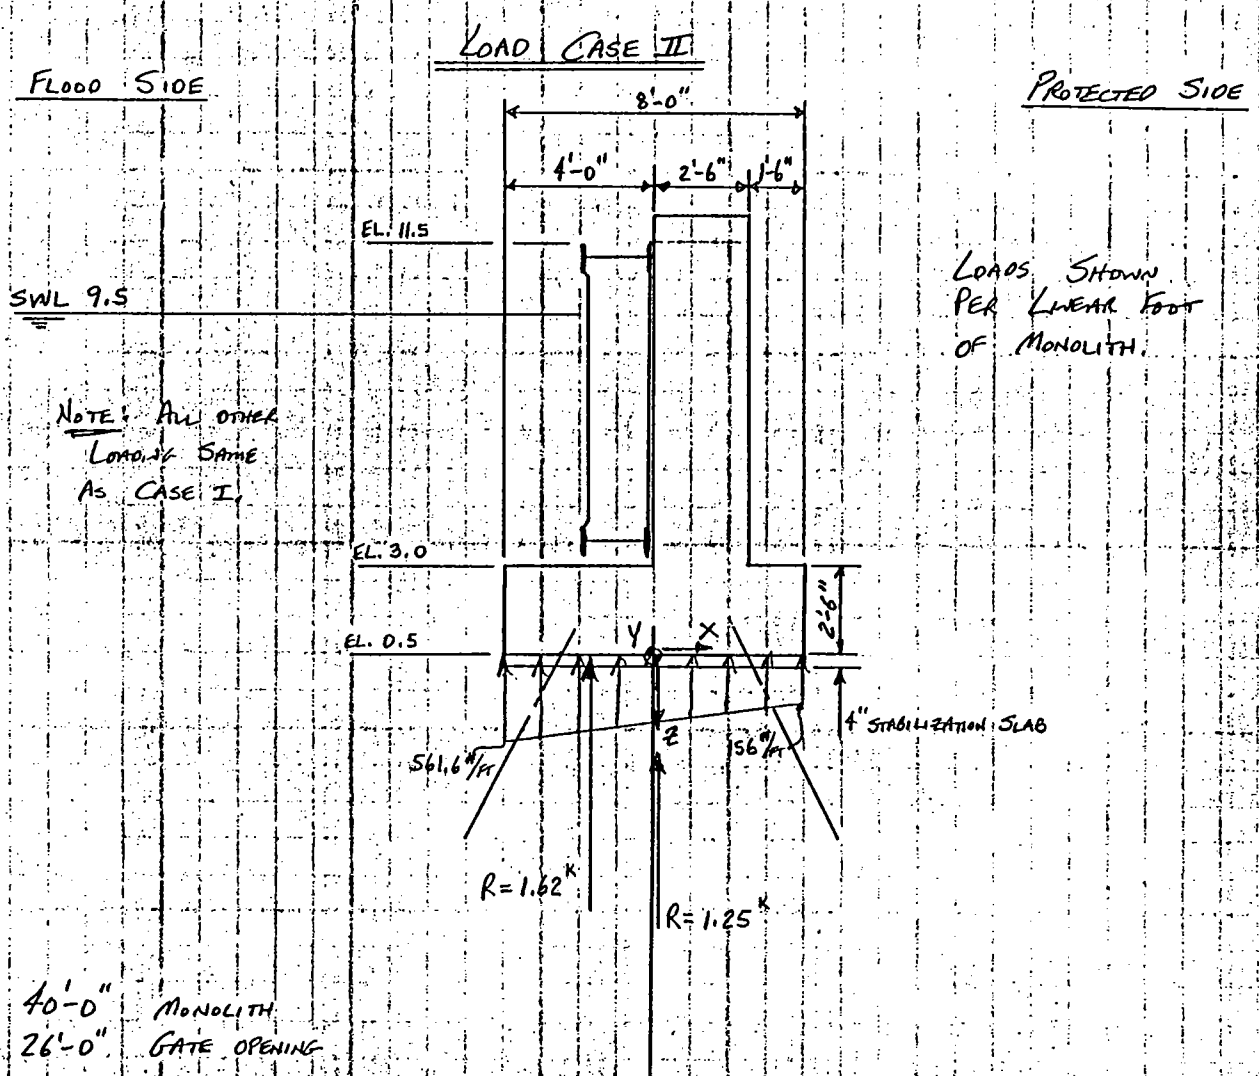 LOAD CASE II
FLOOD SIDE
PROTECTED SIDE
8'-0"
4'-0"
2'-6"
1'-6"
EL. 11.5
SWL 9.5
LOADS SHOWN
PER LINEAR FOOT
OF MONOLITH.
NOTE: ALL OTHER
LOADING SAME
AS CASE I.
EL. 3.0
2'-6"
EL. 0.5
Y
X
Z
4" STABILIZATION SLAB
561.6 #/FT
156 #/FT
R = 1.62 K
R = 1.25 K
40'-0" MONOLITH
26'-0" GATE OPENING